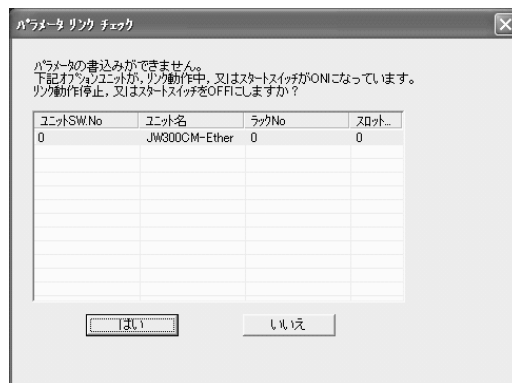 パラメータ リンク チェック
パラメータの書込みができません。
下記オプションユニットが,リンク動作中,又はスタートスイッチがONになっています。
リンク動作停止,又はスタートスイッチをOFFにしますか?
ユニットSW.No ユニット名 ラックNo スロット...
0 JW300CM-Ether 0 0
はい いいえ